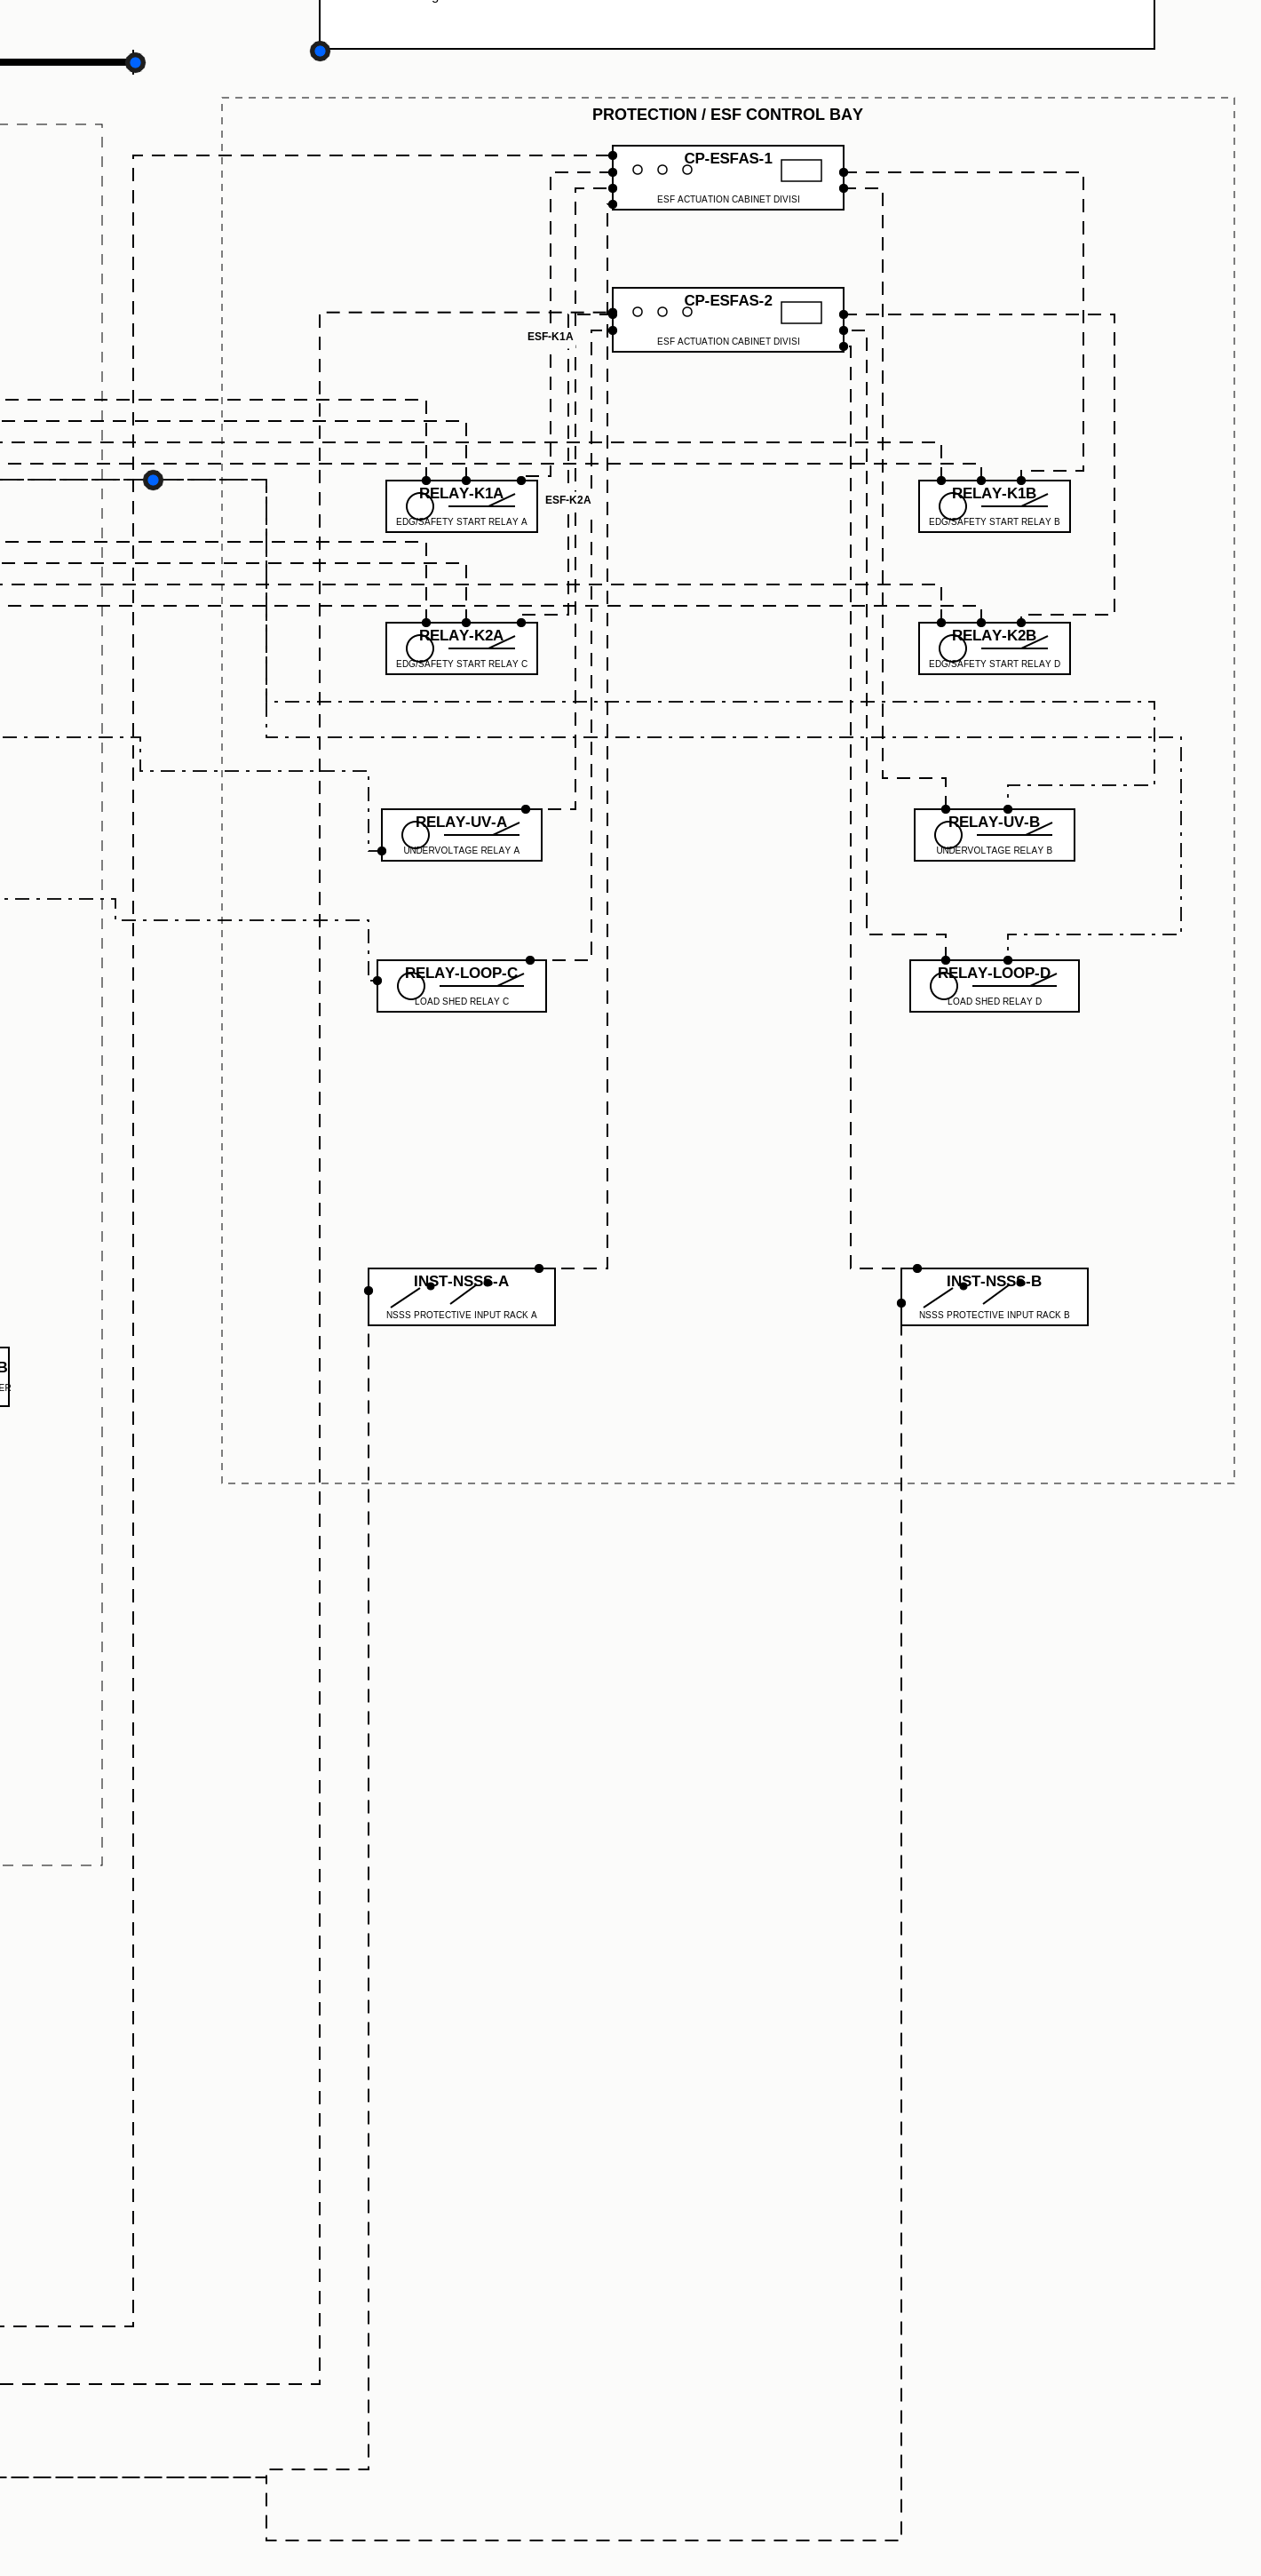 PROTECTION / ESF CONTROL BAY
CP-ESFAS-1
ESF ACTUATION CABINET DIVISI
CP-ESFAS-2
ESF ACTUATION CABINET DIVISI
ESF-K1A
RELAY-K1A
EDG/SAFETY START RELAY A
ESF-K2A
RELAY-K1B
EDG/SAFETY START RELAY B
RELAY-K2A
EDG/SAFETY START RELAY C
RELAY-K2B
EDG/SAFETY START RELAY D
RELAY-UV-A
UNDERVOLTAGE RELAY A
RELAY-UV-B
UNDERVOLTAGE RELAY B
RELAY-LOOP-C
LOAD SHED RELAY C
RELAY-LOOP-D
LOAD SHED RELAY D
INST-NSSS-A
NSSS PROTECTIVE INPUT RACK A
INST-NSSS-B
NSSS PROTECTIVE INPUT RACK B
B
ER